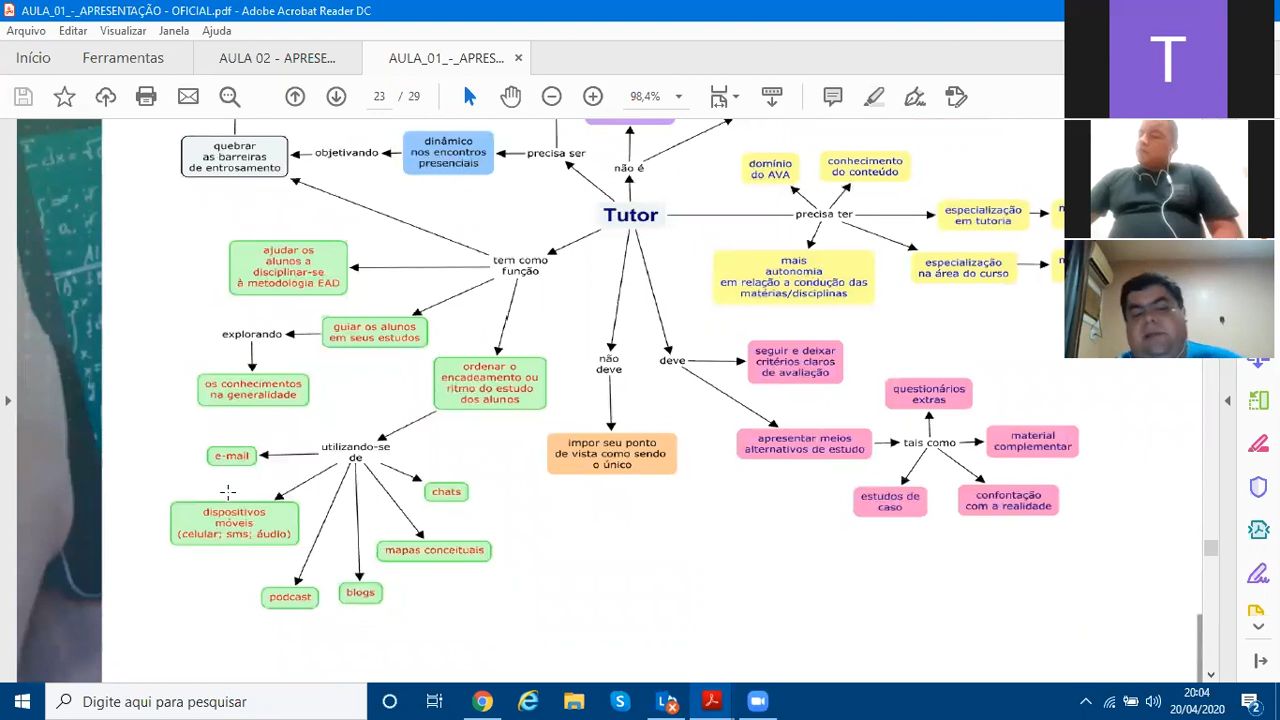 AULA_01_-_APRESENTAÇÃO - OFICIAL.pdf - Adobe Acrobat Reader DC
Arquivo Editar Visualizar Janela Ajuda
Início Ferramentas AULA 02 - APRESE... AULA_01_-_APRES... ×
23 / 29 98,4%
T
quebrar
as barreiras
de entrosamento
objetivando
dinâmico
nos encontros
presenciais
precisa ser
não é
Tutor
domínio
do AVA
conhecimento
do conteúdo
precisa ter
especialização
em tutoria
especialização
na área do curso
mais
autonomia
em relação a condução das
matérias/disciplinas
tem como
função
ajudar os
alunos a
disciplinar-se
à metodologia EAD
guiar os alunos
em seus estudos
explorando
os conhecimentos
na generalidade
ordenar o
encadeamento ou
ritmo do estudo
dos alunos
utilizando-se
de
e-mail
dispositivos
móveis
(celular; sms; áudio)
podcast
blogs
mapas conceituais
chats
não
deve
impor seu ponto
de vista como sendo
o único
deve
seguir e deixar
critérios claros
de avaliação
apresentar meios
alternativos de estudo
tais como
questionários
extras
material
complementar
estudos de
caso
confontação
com a realidade
Digite aqui para pesquisar
20:04
20/04/2020
2